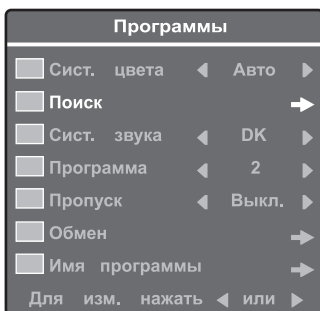 Программы
Сист. цвета ◀ Авто ▶
Поиск
Сист. звука ◀ DK ▶
Программа ◀ 2 ▶
Пропуск ◀ Выкл. ▶
Обмен
Имя программы
Для изм. нажать ◀ или ▶